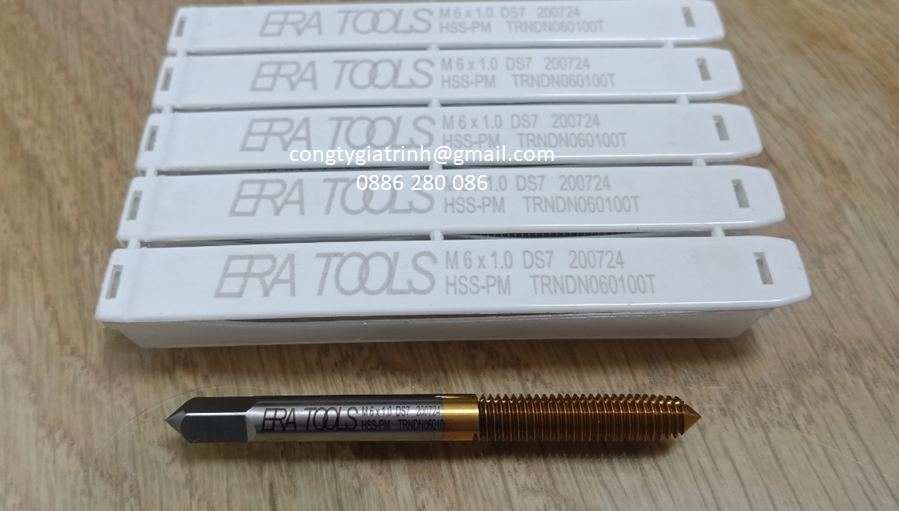 ERA TOOLS M 6 x 1.0 DS7 200724
HSS-PM TRNDN060100T
ERA TOOLS M 6 x 1.0 DS7 200724
HSS-PM TRNDN060100T
ERA TOOLS M 6 x 1.0 DS7 200724
HSS-PM TRNDN060100T
congtygiatrinh@gmail.com
0886 280 086
ERA TOOLS M 6 x 1.0 DS7 200724
HSS-PM TRNDN060100T
ERA TOOLS M 6 x 1.0 DS7 200724
HSS-PM TRNDN060100T
ERA TOOLS M 6 x 1.0 DS7 200724
HSS-PM TRNDN06010